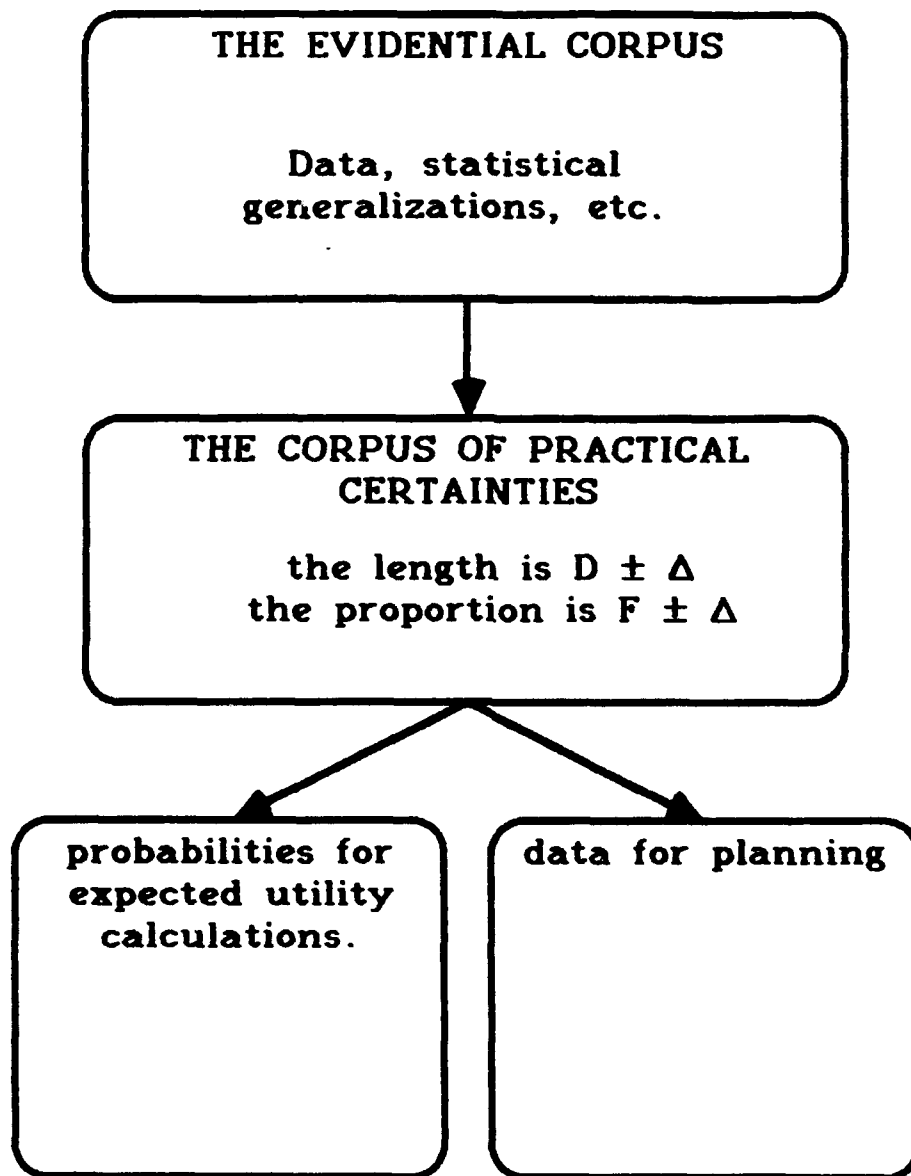 THE EVIDENTIAL CORPUS
Data, statistical
generalizations, etc.
THE CORPUS OF PRACTICAL
CERTAINTIES
the length is D ± Δ
the proportion is F ± Δ
probabilities for
expected utility
calculations.
data for planning